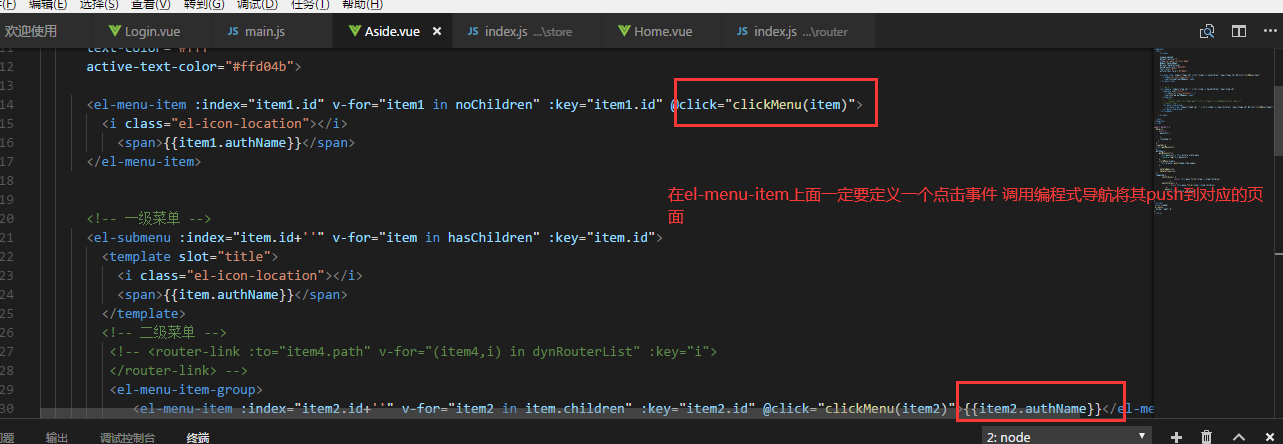 编辑(E) 选择(S) 查看(V) 转到(G) 调试(D) 任务(T) 帮助(H)
欢迎使用 Login.vue JS main.js Aside.vue × JS index.js ...\store Home.vue JS index.js ...\router
11 text-color="#fff"
12 active-text-color="#ffd04b">
13
14 <el-menu-item :index="item1.id" v-for="item1 in noChildren" :key="item1.id" @click="clickMenu(item)">
15 <i class="el-icon-location"></i>
16 <span>{{item1.authName}}</span>
17 </el-menu-item>
18
19
在el-menu-item上面一定要定义一个点击事件 调用编程式导航将其push到对应的页
面
20 <!-- 一级菜单 -->
21 <el-submenu :index="item.id+''" v-for="item in hasChildren" :key="item.id">
22 <template slot="title">
23 <i class="el-icon-location"></i>
24 <span>{{item.authName}}</span>
25 </template>
26 <!-- 二级菜单 -->
27 <!-- <router-link :to="item4.path" v-for="(item4,i) in dynRouterList" :key="i">
28 </router-link> -->
29 <el-menu-item-group>
30 <el-menu-item :index="item2.id+''" v-for="item2 in item.children" :key="item2.id" @click="clickMenu(item2)">{{item2.authName}}</el-me
问题 输出 调试控制台 终端 2: node